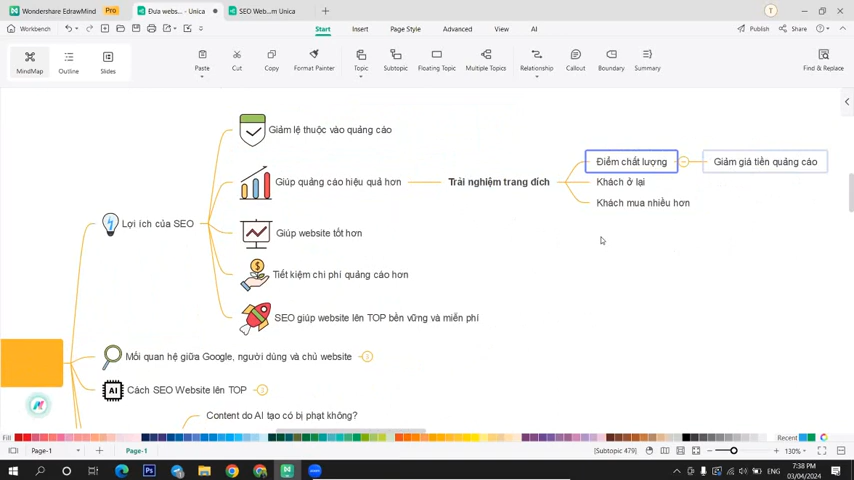 Wondershare EdrawMind Pro
Đưa webs... - Unica
SEO Web...m Unica
T
Workbench
Start Insert Page Style Advanced View AI
Publish Share
MindMap Outline Slides
Paste Cut Copy Format Painter Topic Subtopic Floating Topic Multiple Topics Relationship Callout Boundary Summary Find & Replace
Giảm lệ thuộc vào quảng cáo
Điểm chất lượng
Giảm giá tiền quảng cáo
Giúp quảng cáo hiệu quả hơn
Trải nghiệm trang đích
Khách ở lại
Khách mua nhiều hơn
Lợi ích của SEO
Giúp website tốt hơn
Tiết kiệm chi phí quảng cáo hơn
SEO giúp website lên TOP bền vững và miễn phí
Mối quan hệ giữa Google, người dùng và chủ website
AI
Cách SEO Website lên TOP
Content do AI tạo có bị phạt không?
Fill
Recent
Page-1
Page-1
[Subtopic 479]
130%
Ps
zoom
ENG
7:38 PM
03/04/2024